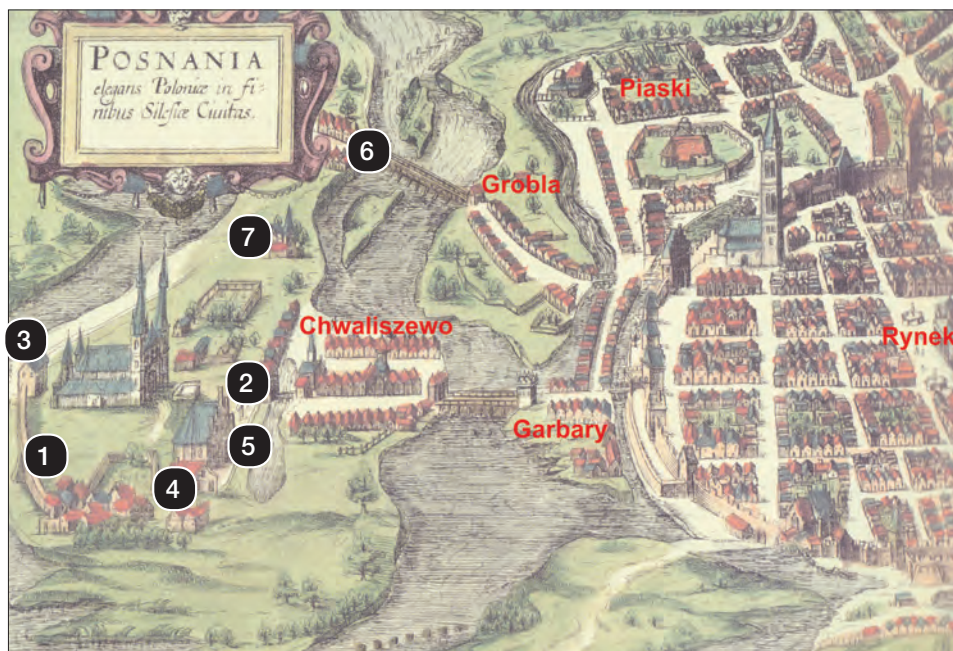 POSNANIA
elegans Poloniæ in fi-
nibus Silesiæ Civitas.
Piaski
6
Grobla
7
Chwaliszewo
Rynek
3
2
Garbary
5
1
4